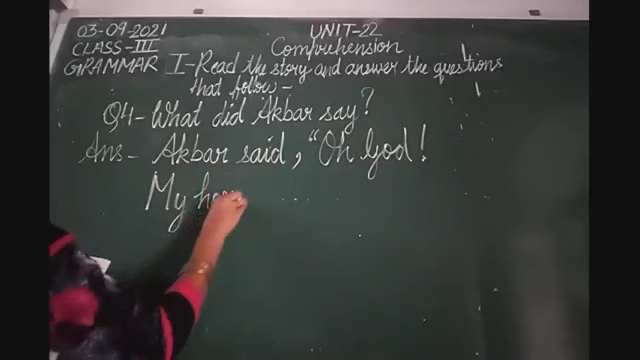 03-09-2021
UNIT-22
CLASS-III
Comprehension
GRAMMAR I-Read the story and answer the questions
that follow-
Q4- What did Akbar say?
Ans- Akbar said, "Oh God!
My